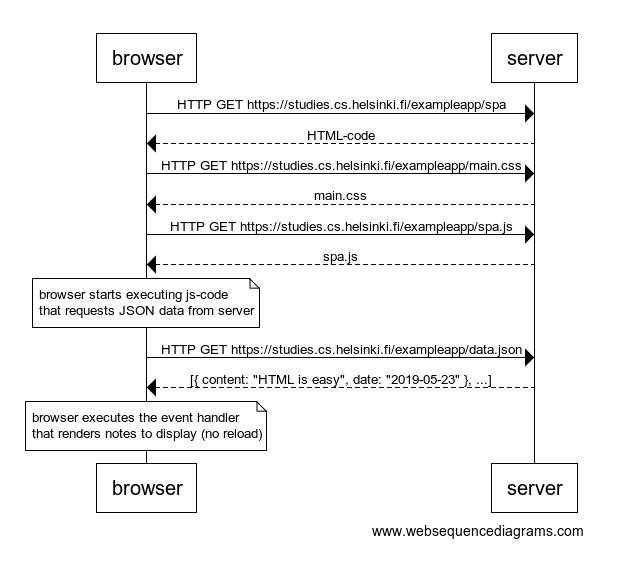 browser
server
HTTP GET https://studies.cs.helsinki.fi/exampleapp/spa
HTML-code
HTTP GET https://studies.cs.helsinki.fi/exampleapp/main.css
main.css
HTTP GET https://studies.cs.helsinki.fi/exampleapp/spa.js
spa.js
browser starts executing js-code
that requests JSON data from server
HTTP GET https://studies.cs.helsinki.fi/exampleapp/data.json
[{ content: "HTML is easy", date: "2019-05-23" }, ...]
browser executes the event handler
that renders notes to display (no reload)
browser
server
www.websequencediagrams.com